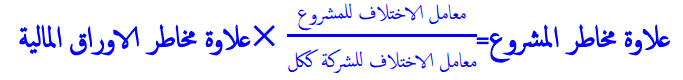 علاوة مخاطر المشروع= معامل الاختلاف للمشروع
معامل الاختلاف للشركة ككل
×علاوة مخاطر الاوراق المالية